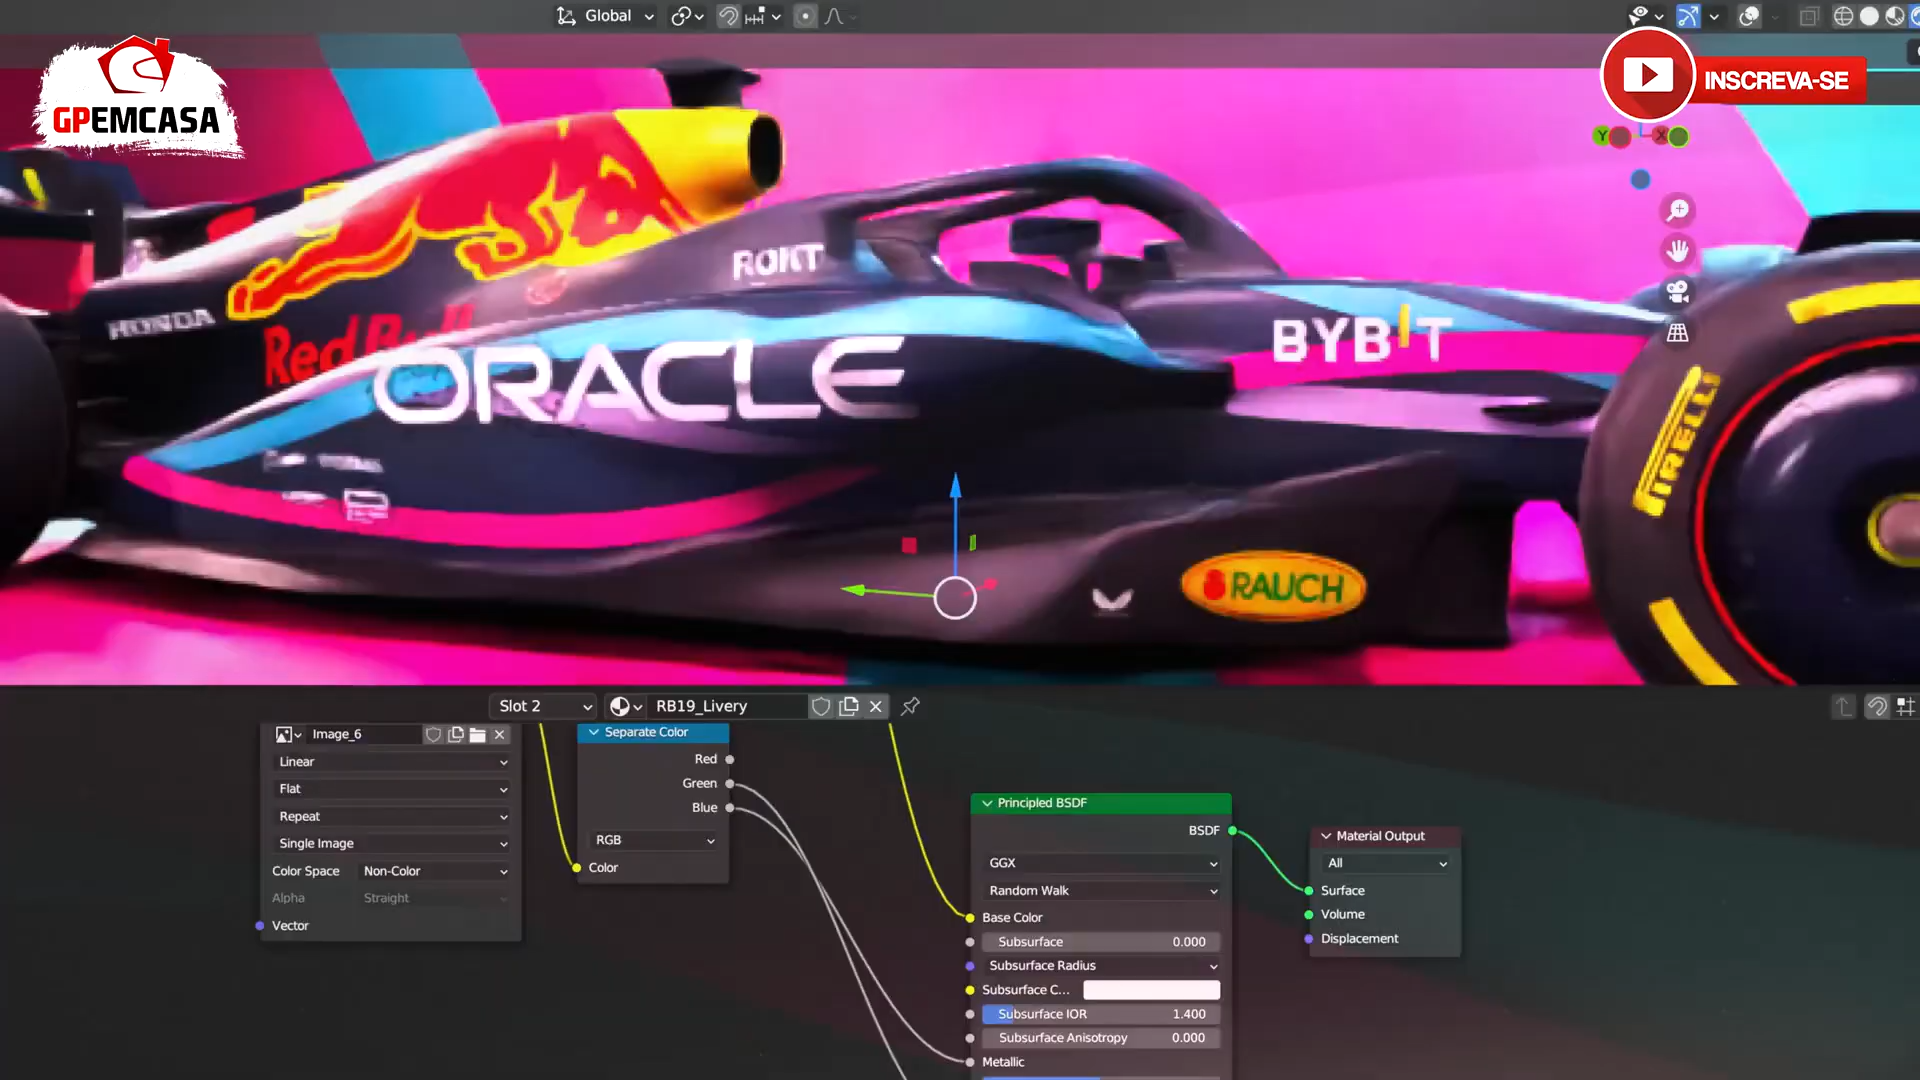 Global
GPEMCASA
INSCREVA-SE
Y
X
ROKT
HONDA
Red Bull
ORACLE
BYBIT
PIRELLI
RAUCH
Slot 2
RB19_Livery
Image_6
Linear
Flat
Repeat
Single Image
Color Space Non-Color
Alpha Straight
Vector
Separate Color
Red
Green
Blue
RGB
Color
Principled BSDF
BSDF
GGX
Random Walk
Base Color
Subsurface 0.000
Subsurface Radius
Subsurface C...
Subsurface IOR 1.400
Subsurface Anisotropy 0.000
Metallic
Material Output
All
Surface
Volume
Displacement